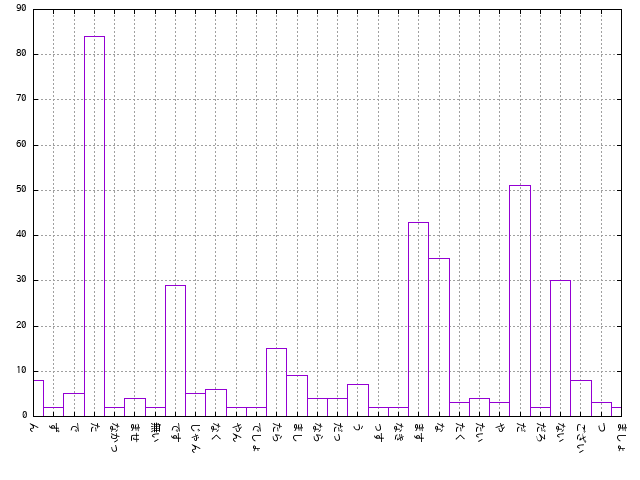 90
80
70
60
50
40
30
20
10
0
ん
ず
で
た
なかっ
ませ
無い
です
じゃん
なく
やん
でしょ
たら
まし
なら
だっ
う
っす
なき
ます
な
たく
たい
や
だ
だろ
ない
ござい
つ
ましょ